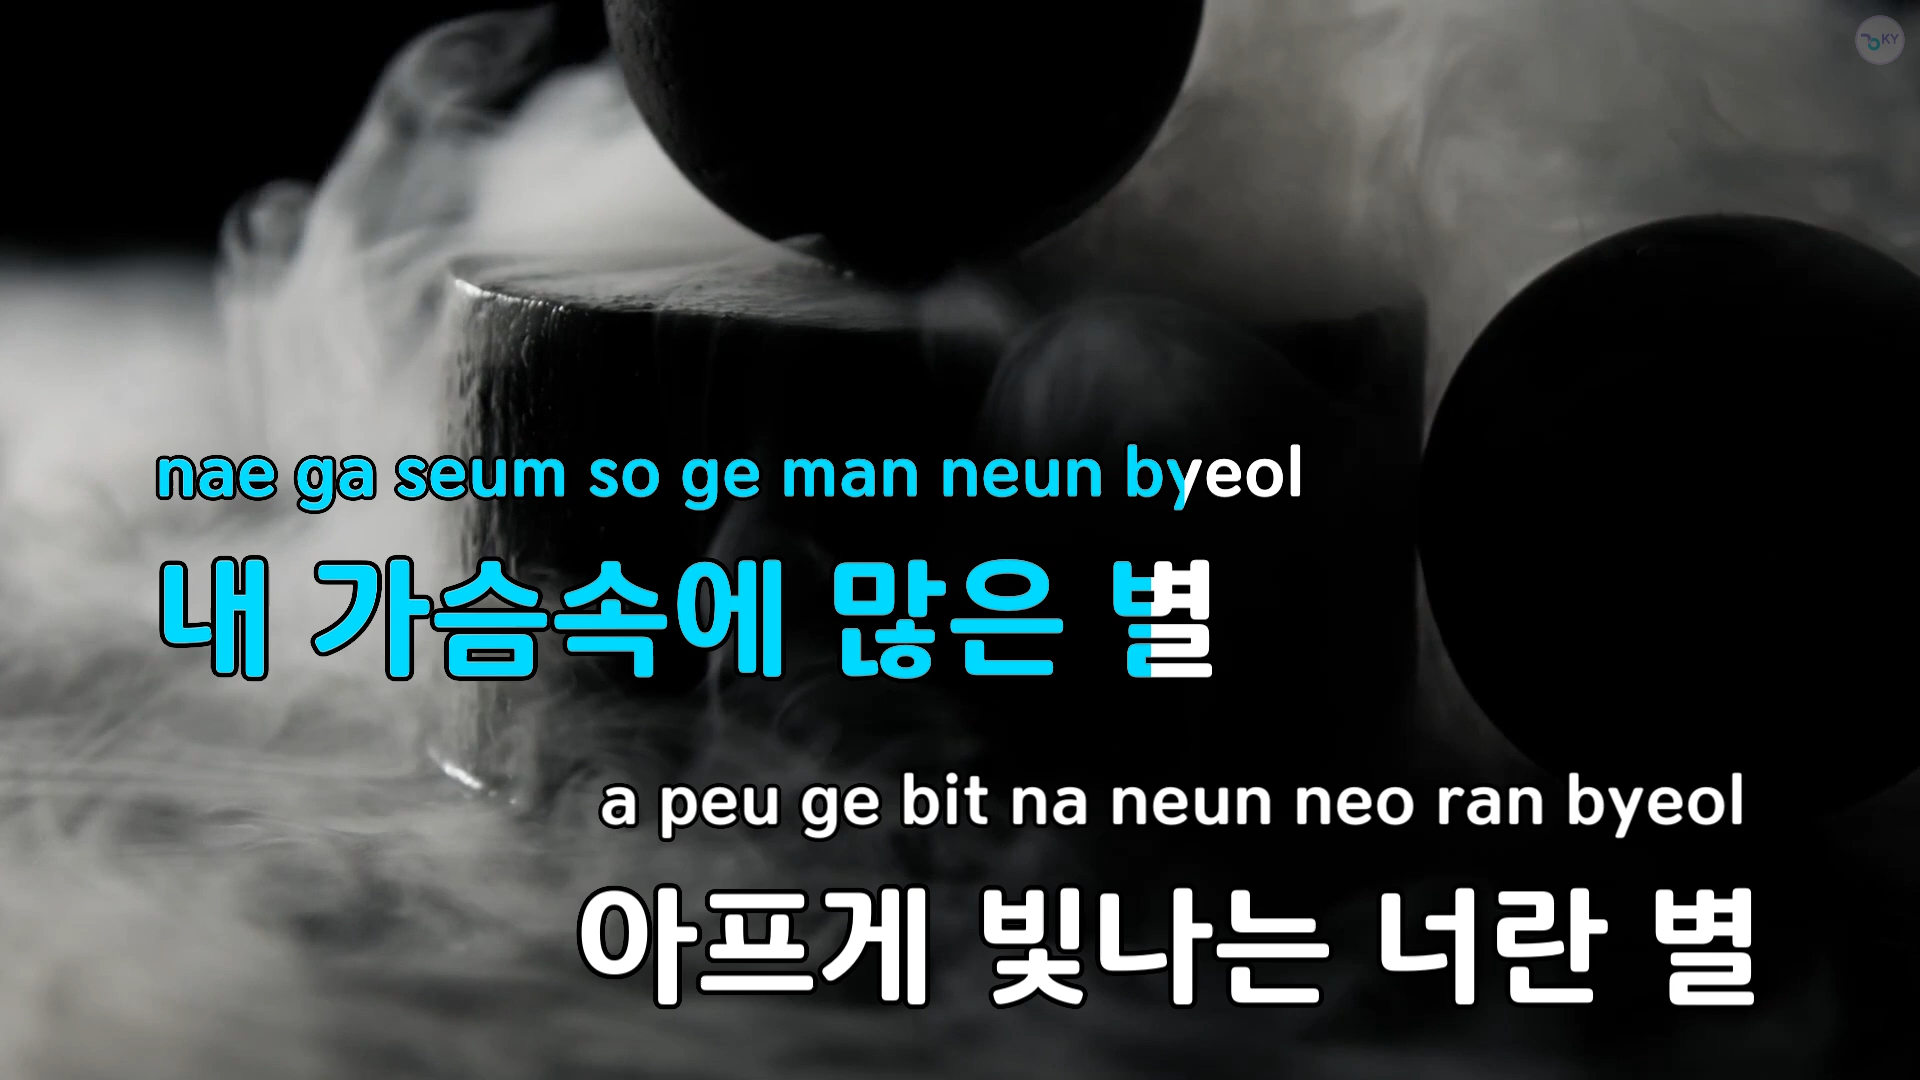 KY
nae ga seum so ge man neun byeol
내 가슴속에 많은 별
a peu ge bit na neun neo ran byeol
아프게 빛나는 너란 별